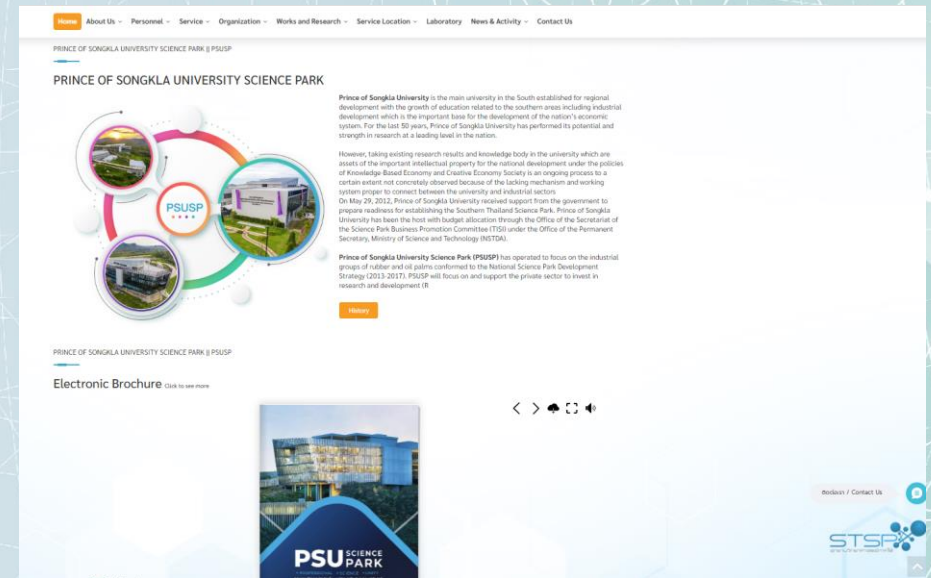 Home About Us Personnel Service Organization Works and Research Service Location Laboratory News & Activity Contact Us
PRINCE OF SONGKLA UNIVERSITY SCIENCE PARK || PSUSP
PRINCE OF SONGKLA UNIVERSITY SCIENCE PARK
PSUSP
Prince of Songkla University is the main university in the South established for regional
development with the growth of education related to the southern areas including industrial
development which is the important base for the development of the nation's economic
system. For the last 50 years, Prince of Songkla University has performed its potential and
strength in research at a leading level in the nation.
However, taking existing research results and knowledge body in the university which are
assets of the important intellectual property for the national development under the policies
of Knowledge-Based Economy and Creative Economy Society is an ongoing process to a
certain extent not concretely observed because of the lacking mechanism and working
system proper to connect between the university and industrial sectors
On May 29, 2012, Prince of Songkla University received support from the government to
prepare readiness for establishing the Southern Thailand Science Park. Prince of Songkla
University has been the host with budget allocation through the Office of the Secretariat of
the Science Park Business Promotion Committee (TISI) under the Office of the Permanent
Secretary, Ministry of Science and Technology (NSTDA).
Prince of Songkla University Science Park (PSUSP) has operated to focus on the industrial
groups of rubber and oil palms conformed to the National Science Park Development
Strategy (2013-2017). PSUSP will focus on and support the private sector to invest in
research and development (R
History
PRINCE OF SONGKLA UNIVERSITY SCIENCE PARK || PSUSP
Electronic Brochure Click to see more
PSU SCIENCE PARK
ติดต่อเรา / Contact Us
STSP